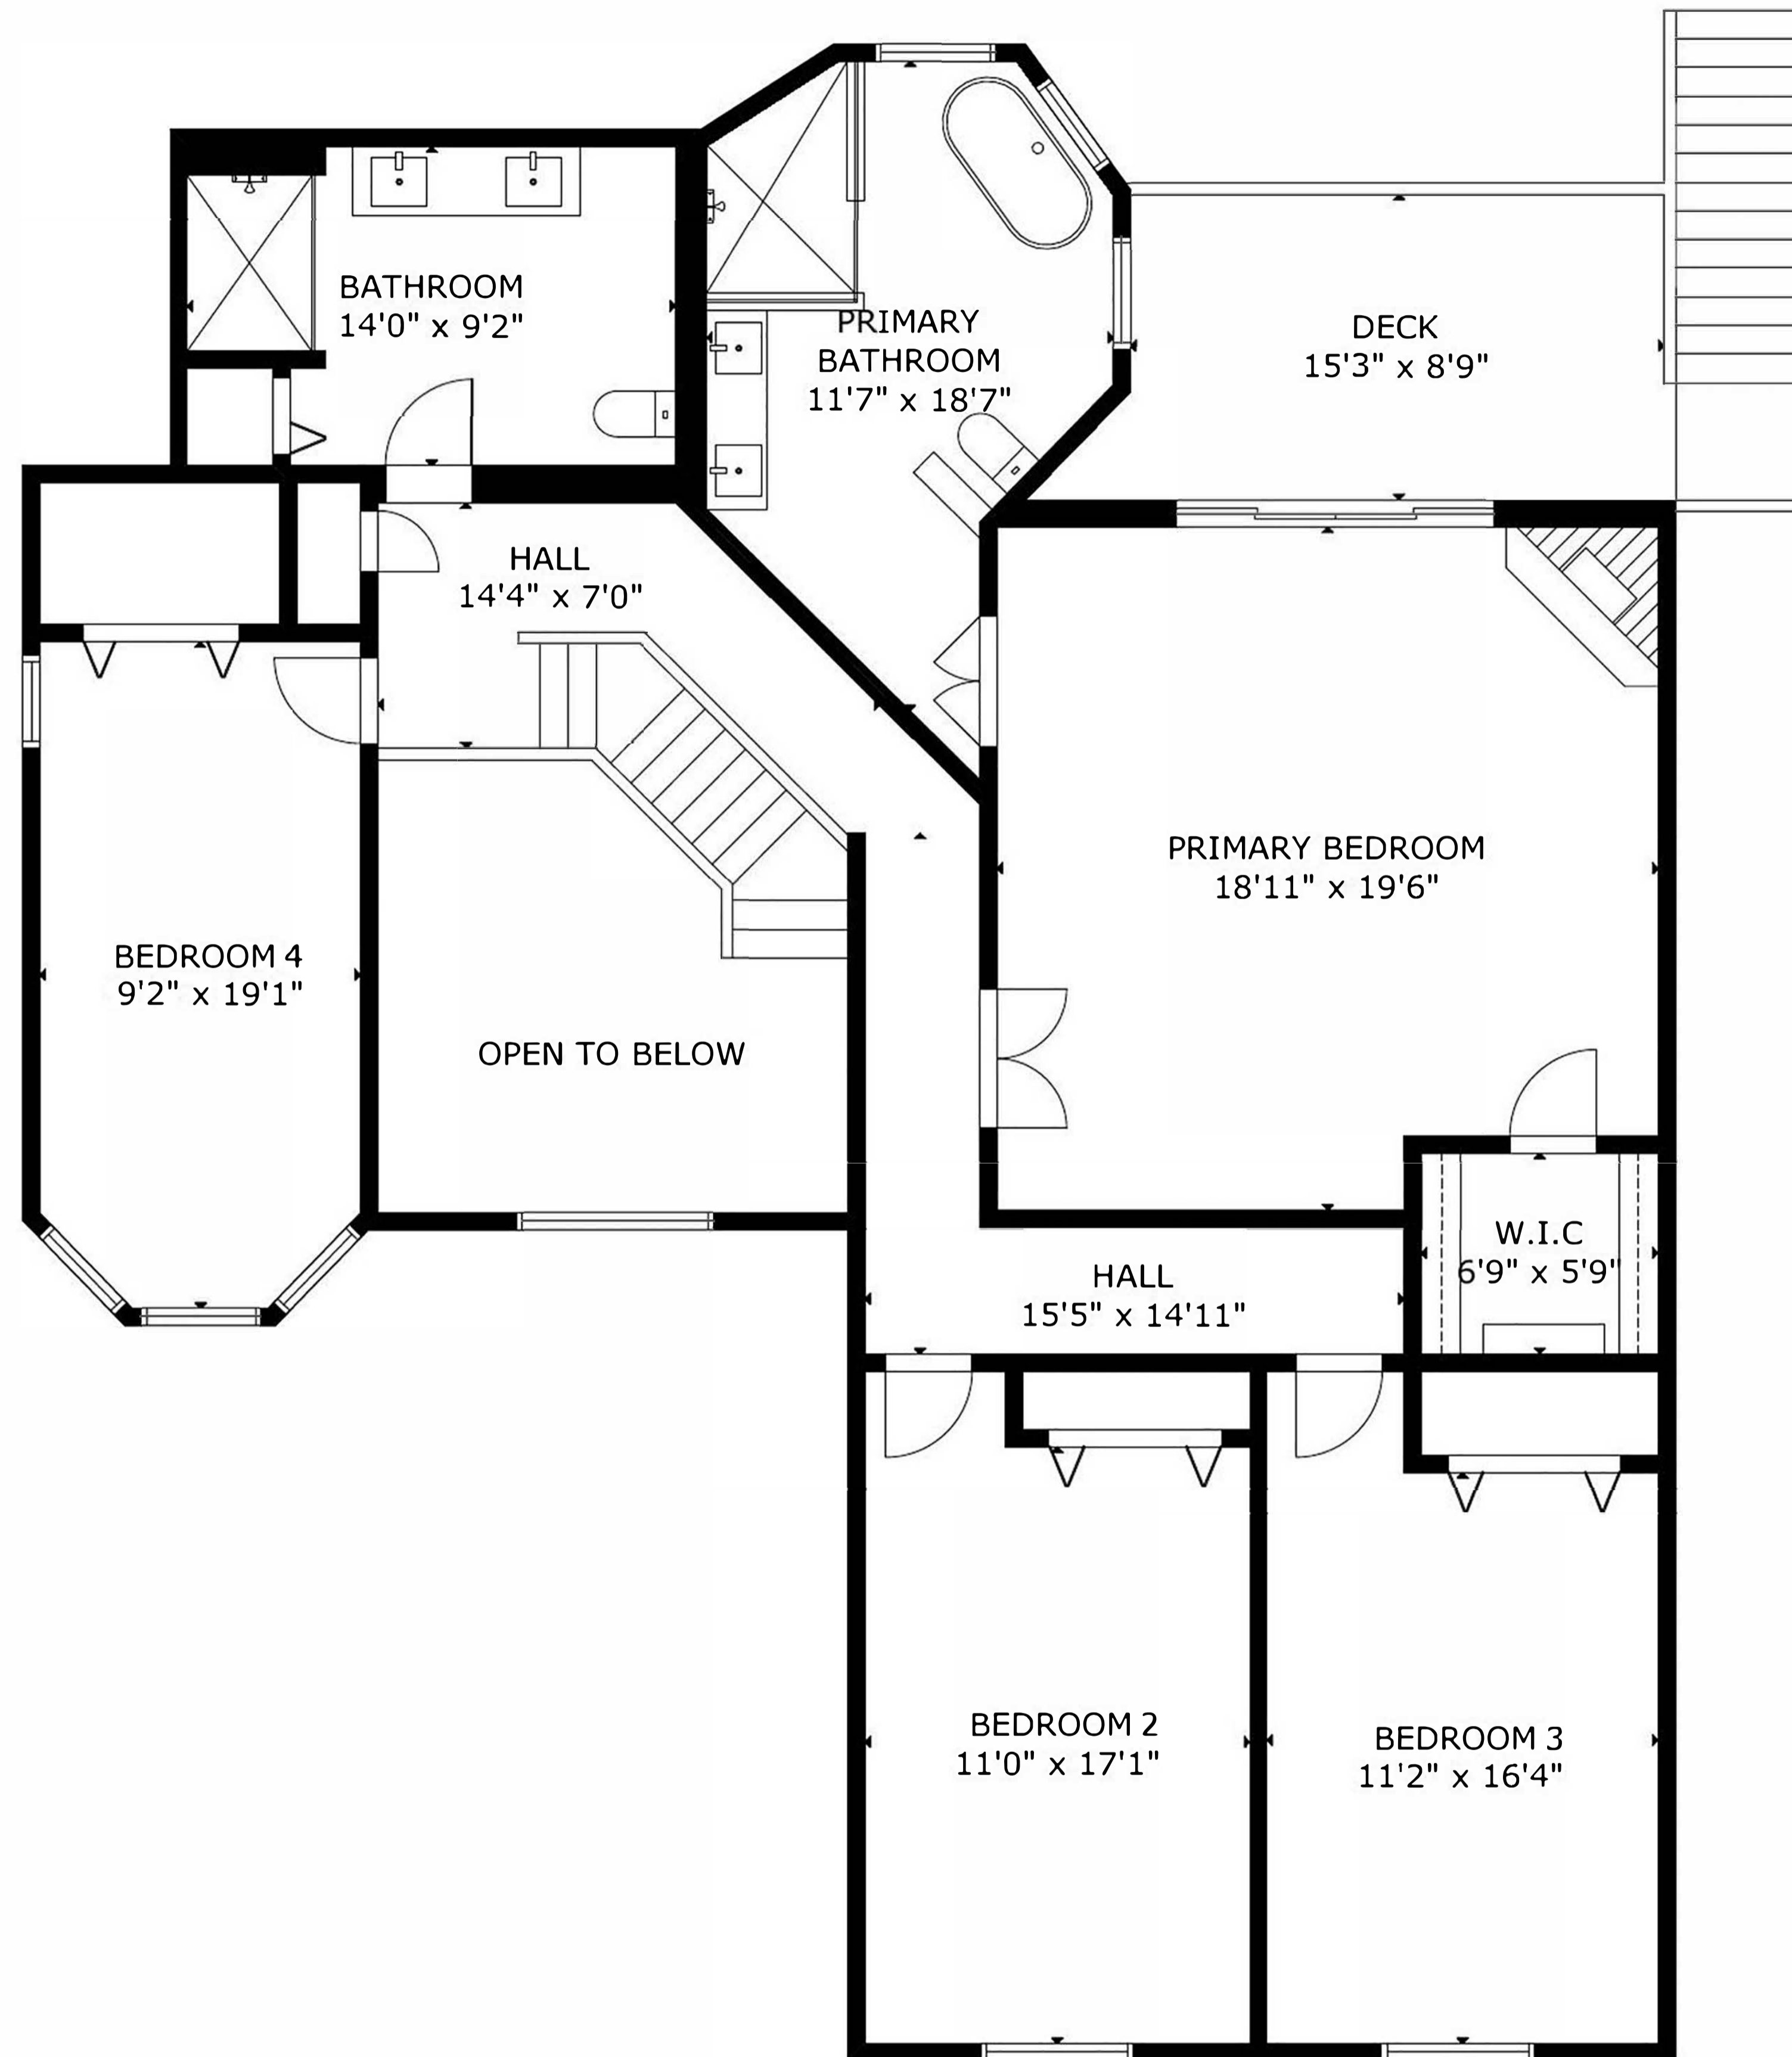 BATHROOM
14'0" x 9'2"
PRIMARY
BATHROOM
11'7" x 18'7"
DECK
15'3" x 8'9"
HALL
14'4" x 7'0"
PRIMARY BEDROOM
18'11" x 19'6"
BEDROOM 4
9'2" x 19'1"
OPEN TO BELOW
W.I.C
6'9" x 5'9"
HALL
15'5" x 14'11"
BEDROOM 2
11'0" x 17'1"
BEDROOM 3
11'2" x 16'4"